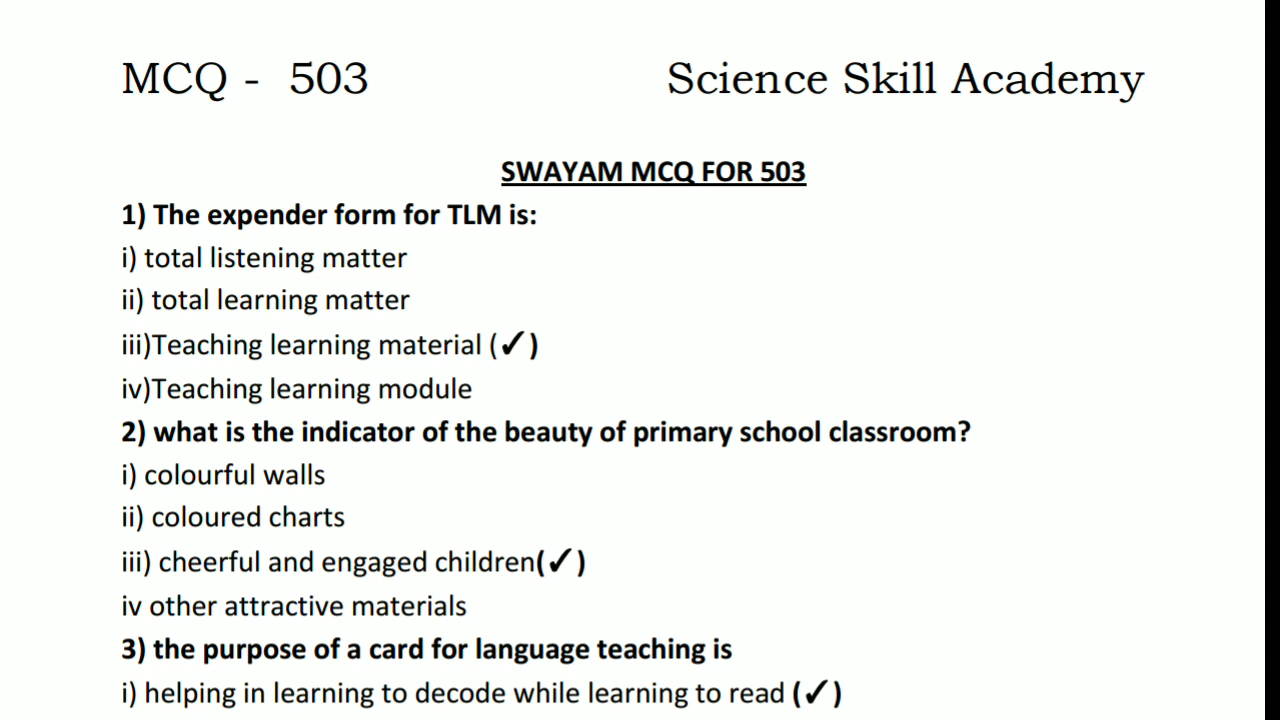 MCQ - 503 Science Skill Academy
SWAYAM MCQ FOR 503
1) The expender form for TLM is:
i) total listening matter
ii) total learning matter
iii)Teaching learning material (✓)
iv)Teaching learning module
2) what is the indicator of the beauty of primary school classroom?
i) colourful walls
ii) coloured charts
iii) cheerful and engaged children(✓)
iv other attractive materials
3) the purpose of a card for language teaching is
i) helping in learning to decode while learning to read (✓)